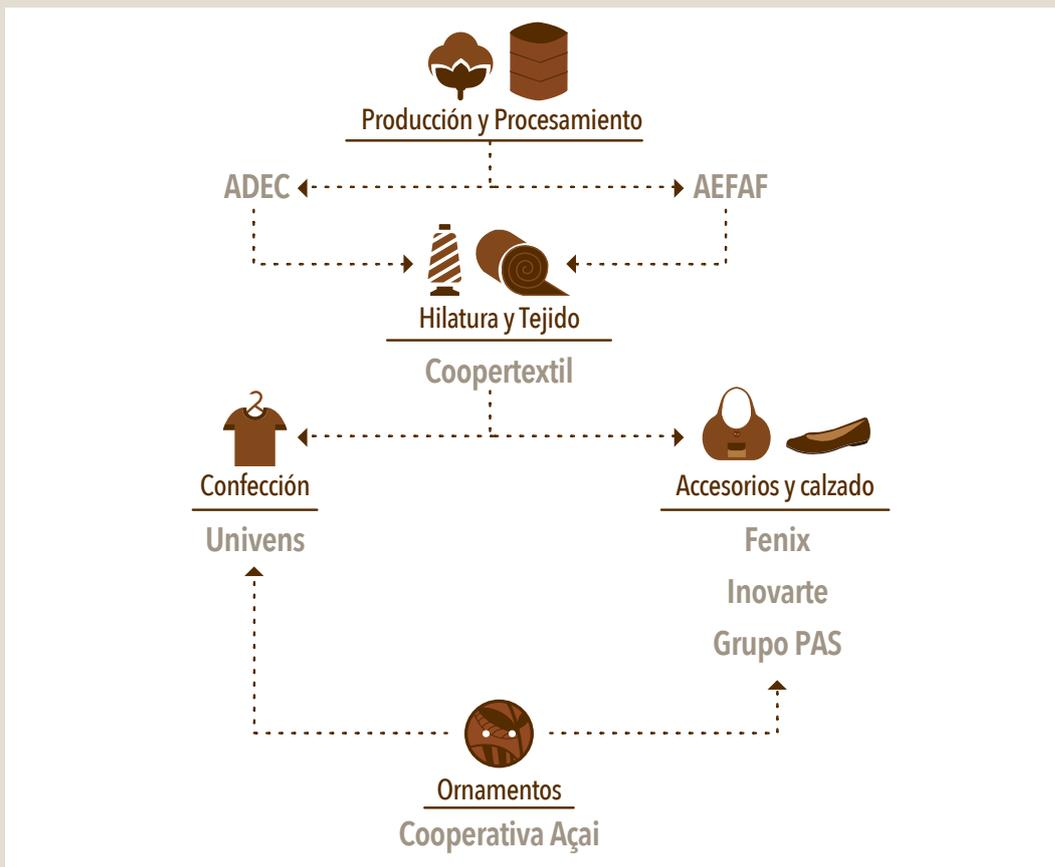 Producción y Procesamiento
ADEC
AEFAF
Hilatura y Tejido
Coopertextil
Confección
Univens
Accesorios y calzado
Fenix
Inovarte
Grupo PAS
Ornamentos
Cooperativa Açai